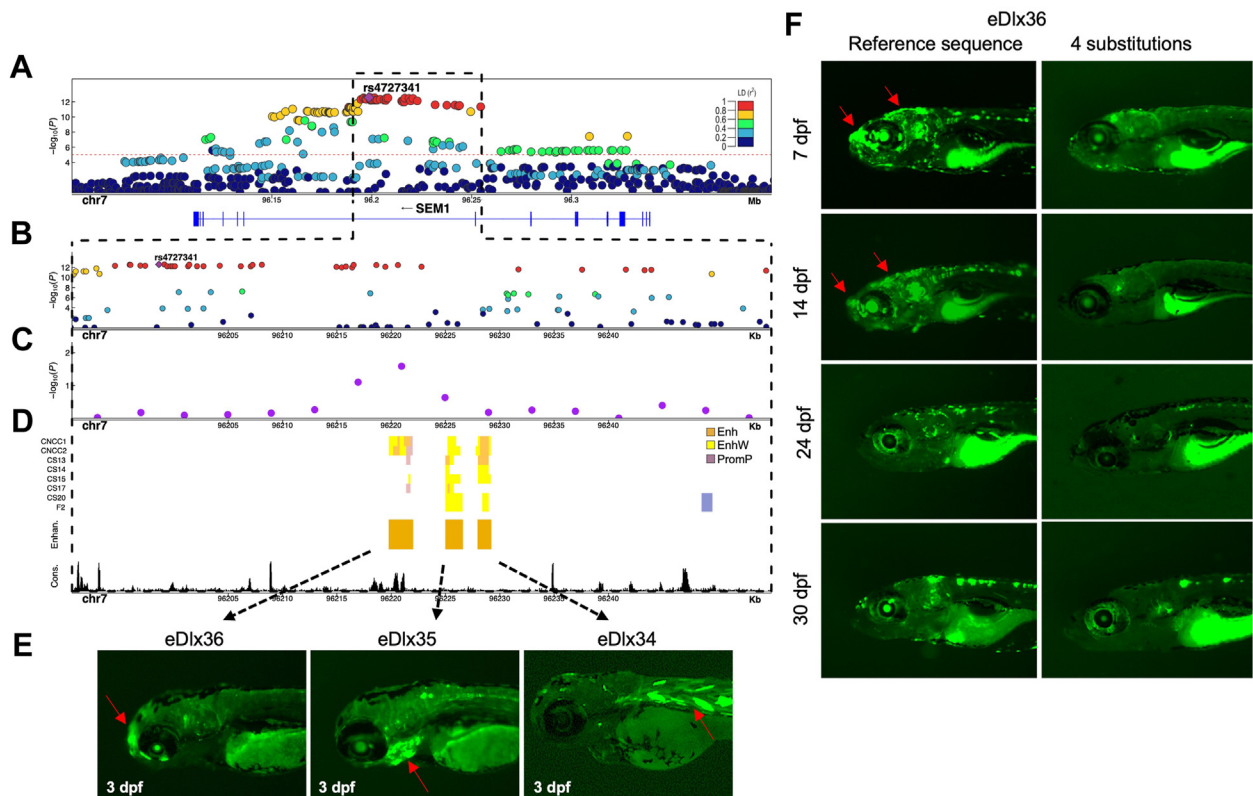 A
rs4727341
LD (r²)
1
0.8
0.6
0.4
0.2
0
−log₁₀(P)
12
10
8
6
4
chr7
96.15
96.2
96.25
96.3
Mb
← SEM1
B
rs4727341
−log₁₀(P)
12
10
8
4
chr7
96205
96210
96215
96220
96225
96230
96235
96240
Kb
C
−log₁₀(P)
2
1
chr7
96205
96210
96215
96220
96225
96230
96235
96240
Kb
D
CNCC1
CNCC2
CS13
CS14
CS15
CS17
CS20
F2
Enh
EnhW
PromP
Enhan.
Cons.
chr7
96205
96210
96215
96220
96225
96230
96235
96240
Kb
E
eDlx36
eDlx35
eDlx34
3 dpf
3 dpf
3 dpf
F
eDlx36
Reference sequence
4 substitutions
7 dpf
14 dpf
24 dpf
30 dpf